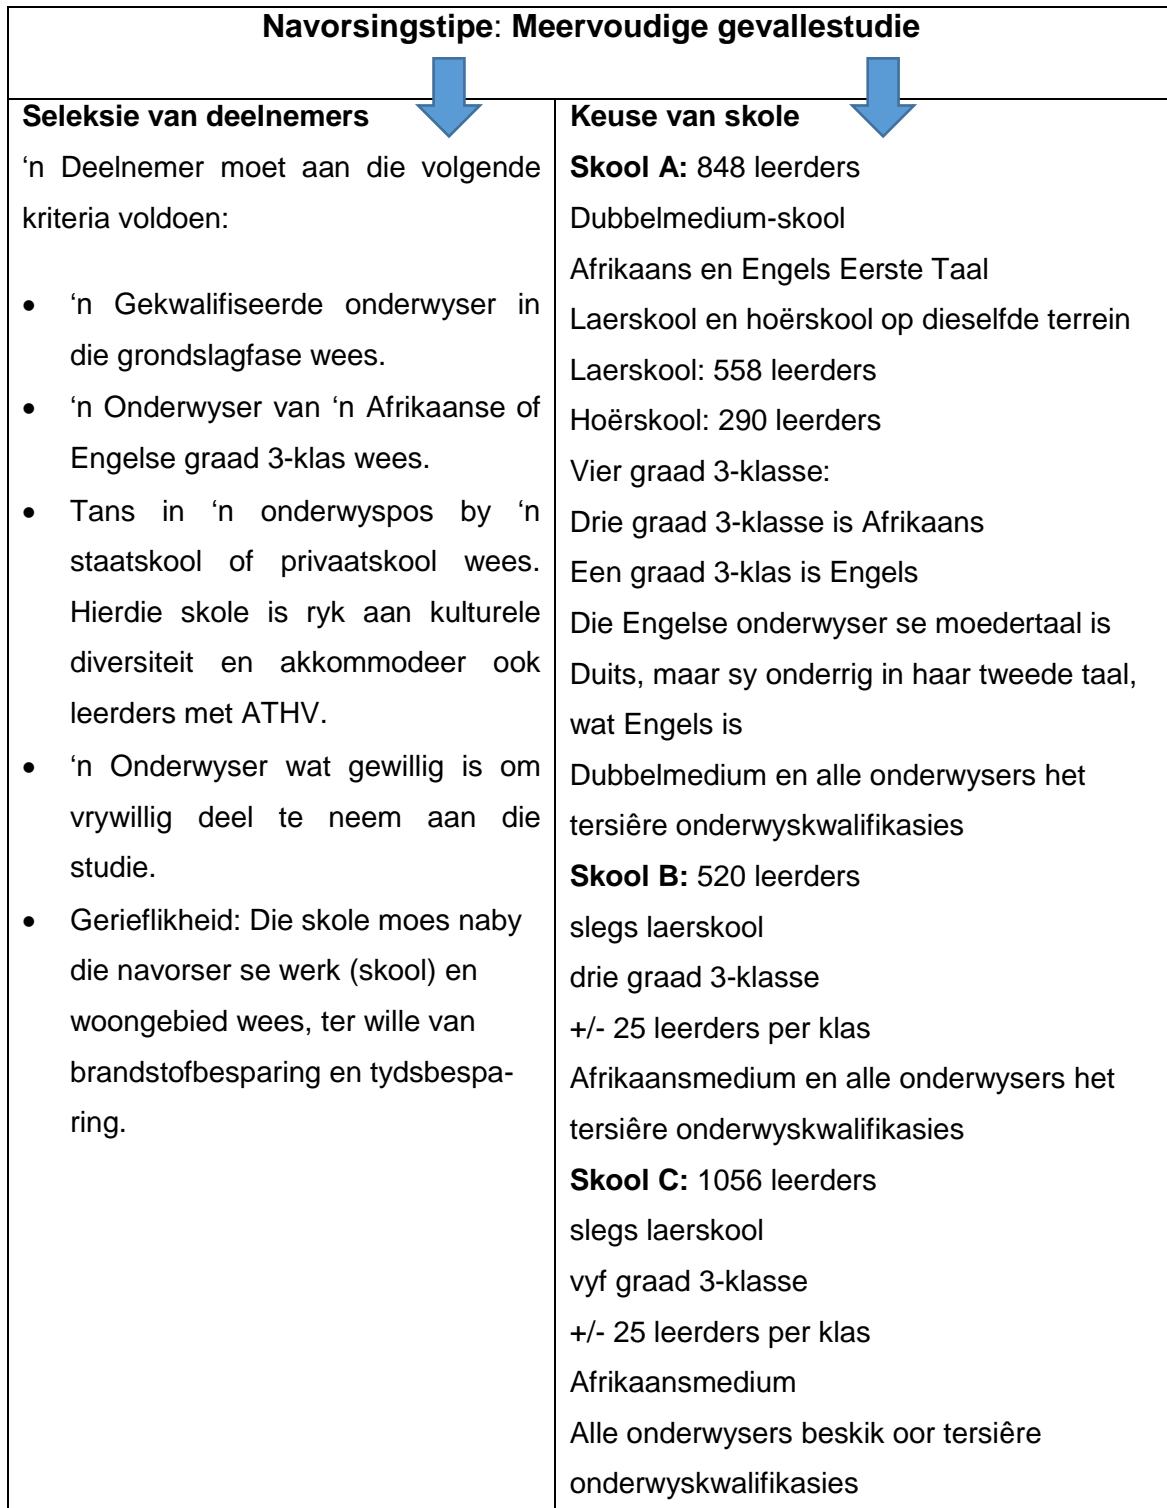 Navorsingstipe: Meervoudige gevallestudie
Seleksie van deelnemers
‘n Deelnemer moet aan die volgende
kriteria voldoen:
• ‘n Gekwalifiseerde onderwyser in
die grondslagfase wees.
• ‘n Onderwyser van ‘n Afrikaanse of
Engelse graad 3-klas wees.
• Tans in ‘n onderwyspos by ‘n
staatskool of privaatskool wees.
Hierdie skole is ryk aan kulturele
diversiteit en akkommodeer ook
leerders met ATHV.
• ‘n Onderwyser wat gewillig is om
vrywillig deel te neem aan die
studie.
• Gerieflikheid: Die skole moes naby
die navorser se werk (skool) en
woongebied wees, ter wille van
brandstofbesparing en tydsbespa-
ring.
Keuse van skole
Skool A: 848 leerders
Dubbelmedium-skool
Afrikaans en Engels Eerste Taal
Laerskool en hoërskool op dieselfde terrein
Laerskool: 558 leerders
Hoërskool: 290 leerders
Vier graad 3-klasse:
Drie graad 3-klasse is Afrikaans
Een graad 3-klas is Engels
Die Engelse onderwyser se moedertaal is
Duits, maar sy onderrig in haar tweede taal,
wat Engels is
Dubbelmedium en alle onderwysers het
tersiêre onderwyskwalifikasies
Skool B: 520 leerders
slegs laerskool
drie graad 3-klasse
+/- 25 leerders per klas
Afrikaansmedium en alle onderwysers het
tersiêre onderwyskwalifikasies
Skool C: 1056 leerders
slegs laerskool
vyf graad 3-klasse
+/- 25 leerders per klas
Afrikaansmedium
Alle onderwysers beskik oor tersiêre
onderwyskwalifikasies